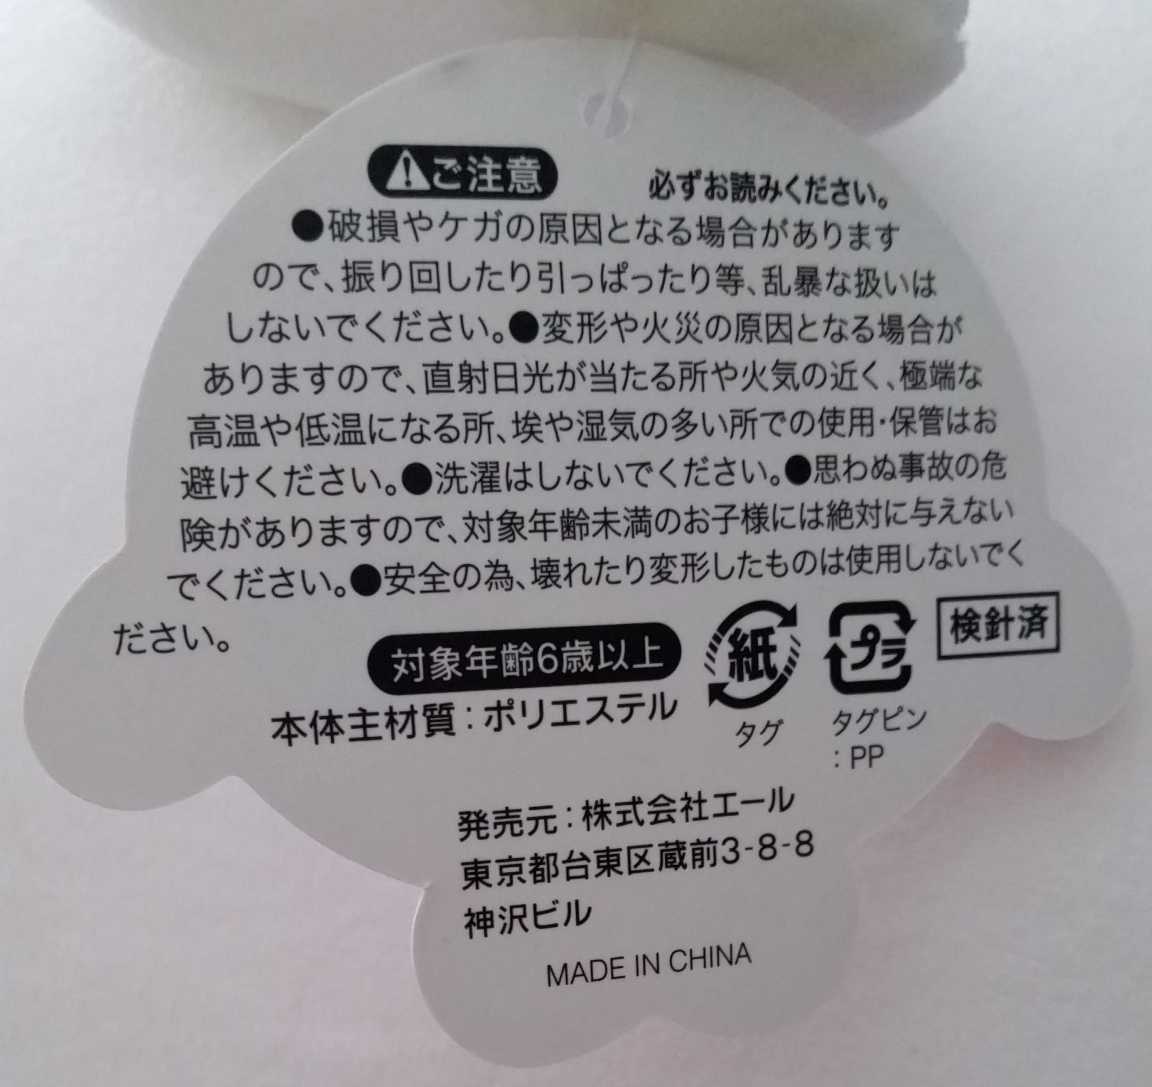 ご注意 必ずお読みください。
●破損やケガの原因となる場合があります
ので、振り回したり引っぱったり等、乱暴な扱いは
しないでください。●変形や火災の原因となる場合が
ありますので、直射日光が当たる所や火気の近く、極端な
高温や低温になる所、埃や湿気の多い所での使用・保管はお
避けください。●洗濯はしないでください。●思わぬ事故の危
険がありますので、対象年齢未満のお子様には絶対に与えない
でください。●安全の為、壊れたり変形したものは使用しないでく
ださい。
対象年齢6歳以上
紙
プラ
検針済
本体主材質：ポリエステル
タグ
タグピン
：PP
発売元：株式会社エール
東京都台東区蔵前3-8-8
神沢ビル
MADE IN CHINA